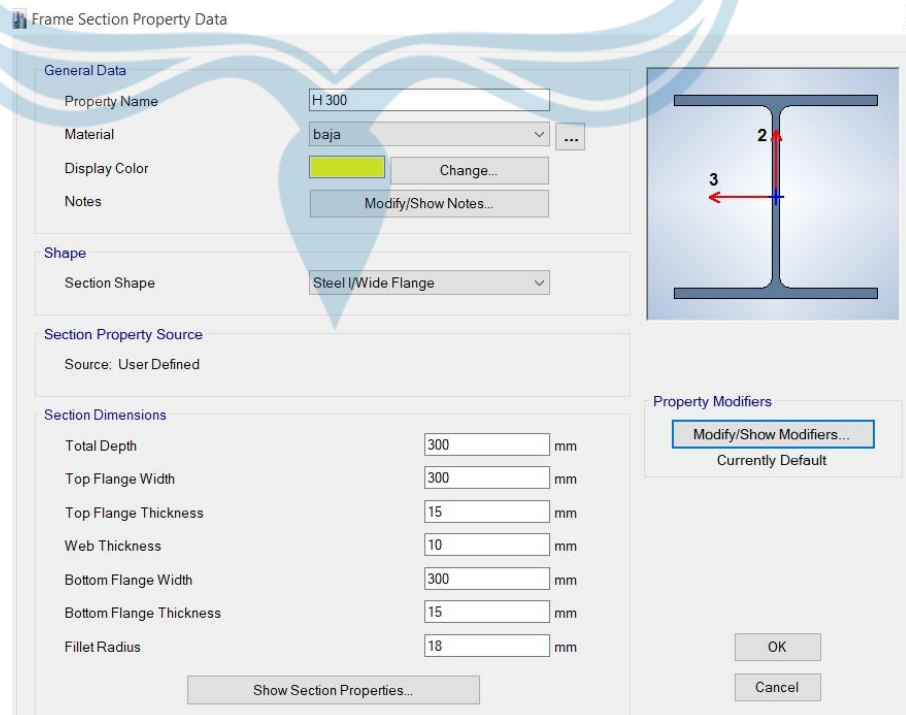 Frame Section Property Data
General Data
Property Name H 300
Material baja ...
Display Color Change...
Notes Modify/Show Notes...
2
3
Shape
Section Shape Steel I/Wide Flange
Section Property Source
Source: User Defined
Property Modifiers
Modify/Show Modifiers...
Currently Default
Section Dimensions
Total Depth 300 mm
Top Flange Width 300 mm
Top Flange Thickness 15 mm
Web Thickness 10 mm
Bottom Flange Width 300 mm
Bottom Flange Thickness 15 mm
Fillet Radius 18 mm
Show Section Properties...
OK
Cancel